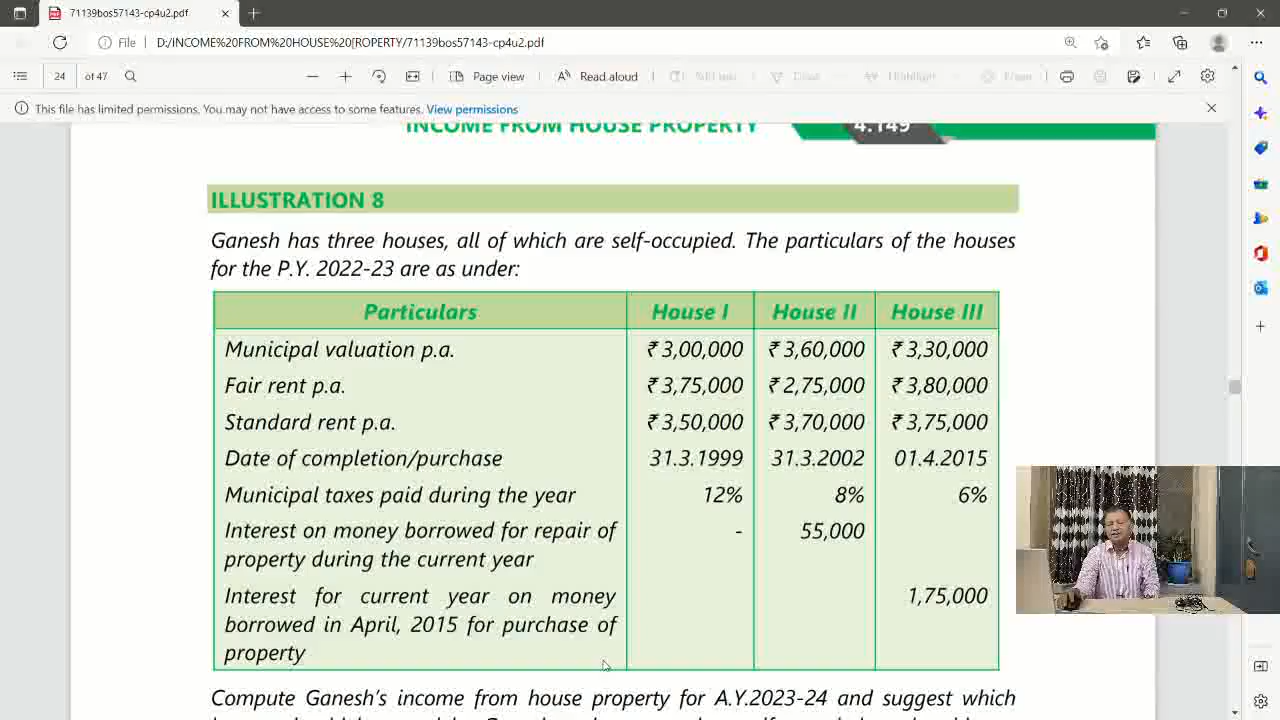 71139bos57143-cp4u2.pdf
File D:/INCOME%20FROM%20HOUSE%20[ROPERTY/71139bos57143-cp4u2.pdf
24 of 47 Page view Read aloud Draw Highlight Erase
This file has limited permissions. You may not have access to some features. View permissions
INCOME FROM HOUSE PROPERTY 4.149
ILLUSTRATION 8
Ganesh has three houses, all of which are self-occupied. The particulars of the houses
for the P.Y. 2022-23 are as under:
Particulars House I House II House III
Municipal valuation p.a. ₹ 3,00,000 ₹ 3,60,000 ₹ 3,30,000
Fair rent p.a. ₹ 3,75,000 ₹ 2,75,000 ₹ 3,80,000
Standard rent p.a. ₹ 3,50,000 ₹ 3,70,000 ₹ 3,75,000
Date of completion/purchase 31.3.1999 31.3.2002 01.4.2015
Municipal taxes paid during the year 12% 8% 6%
Interest on money borrowed for repair of - 55,000
property during the current year
Interest for current year on money 1,75,000
borrowed in April, 2015 for purchase of
property
Compute Ganesh's income from house property for A.Y.2023-24 and suggest which